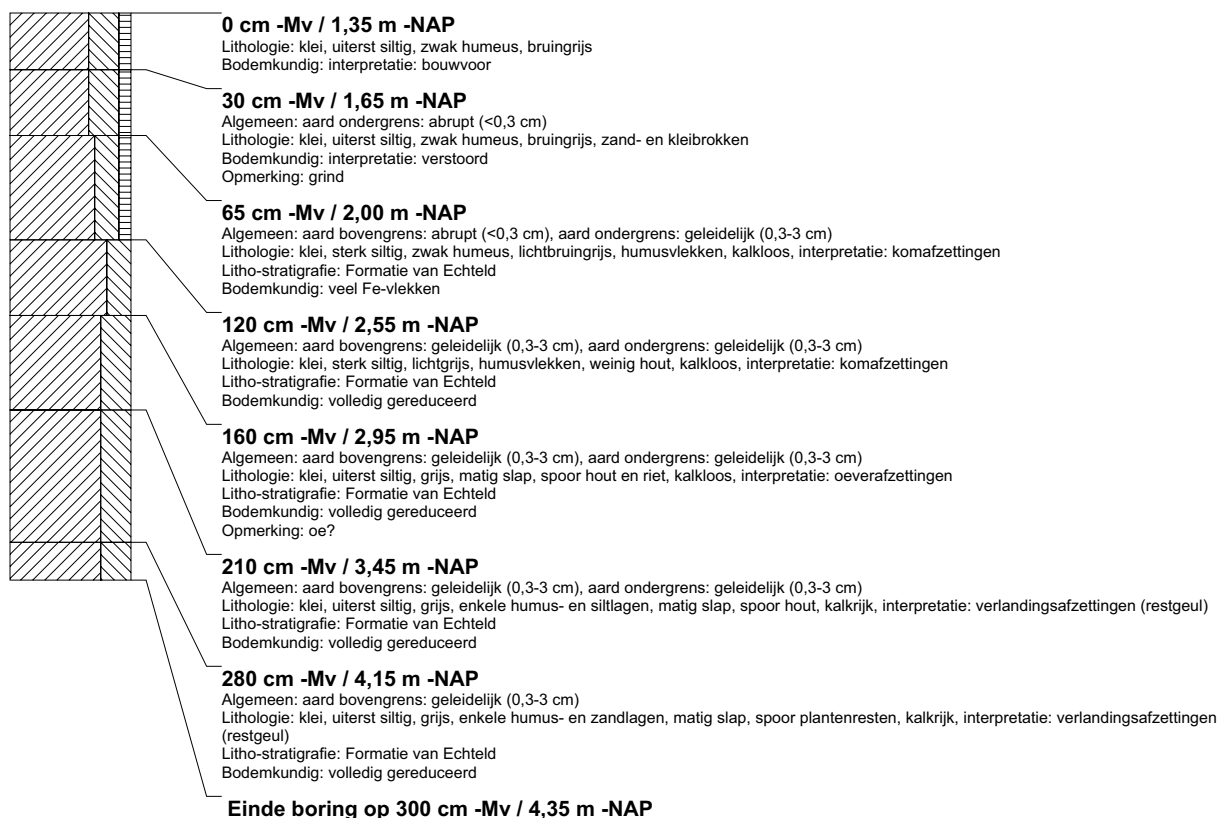 0 cm -Mv / 1,35 m -NAP
Lithologie: klei, uiterst siltig, zwak humeus, bruingrijs
Bodemkundig: interpretatie: bouwvoor
30 cm -Mv / 1,65 m -NAP
Algemeen: aard ondergrens: abrupt (<0,3 cm)
Lithologie: klei, uiterst siltig, zwak humeus, bruingrijs, zand- en kleibrokken
Bodemkundig: interpretatie: verstoord
Opmerking: grind
65 cm -Mv / 2,00 m -NAP
Algemeen: aard bovengrens: abrupt (<0,3 cm), aard ondergrens: geleidelijk (0,3-3 cm)
Lithologie: klei, sterk siltig, zwak humeus, lichtbruingrijs, humusvlekken, kalkloos, interpretatie: komafzettingen
Litho-stratigrafie: Formatie van Echteld
Bodemkundig: veel Fe-vlekken
120 cm -Mv / 2,55 m -NAP
Algemeen: aard bovengrens: geleidelijk (0,3-3 cm), aard ondergrens: geleidelijk (0,3-3 cm)
Lithologie: klei, sterk siltig, lichtgrijs, humusvlekken, weinig hout, kalkloos, interpretatie: komafzettingen
Litho-stratigrafie: Formatie van Echteld
Bodemkundig: volledig gereduceerd
160 cm -Mv / 2,95 m -NAP
Algemeen: aard bovengrens: geleidelijk (0,3-3 cm), aard ondergrens: geleidelijk (0,3-3 cm)
Lithologie: klei, uiterst siltig, grijs, matig slap, spoor hout en riet, kalkloos, interpretatie: oeverafzettingen
Litho-stratigrafie: Formatie van Echteld
Bodemkundig: volledig gereduceerd
Opmerking: oe?
210 cm -Mv / 3,45 m -NAP
Algemeen: aard bovengrens: geleidelijk (0,3-3 cm), aard ondergrens: geleidelijk (0,3-3 cm)
Lithologie: klei, uiterst siltig, grijs, enkele humus- en siltlagen, matig slap, spoor hout, kalkrijk, interpretatie: verlandingsafzettingen (restgeul)
Litho-stratigrafie: Formatie van Echteld
Bodemkundig: volledig gereduceerd
280 cm -Mv / 4,15 m -NAP
Algemeen: aard bovengrens: geleidelijk (0,3-3 cm)
Lithologie: klei, uiterst siltig, grijs, enkele humus- en zandlagen, matig slap, spoor plantenresten, kalkrijk, interpretatie: verlandingsafzettingen
(restgeul)
Litho-stratigrafie: Formatie van Echteld
Bodemkundig: volledig gereduceerd
Einde boring op 300 cm -Mv / 4,35 m -NAP